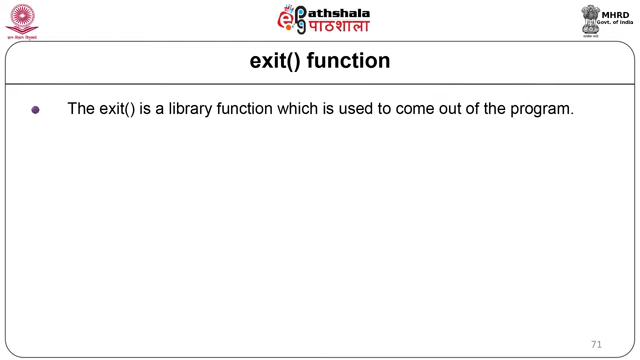 Pathshala
पाठशाला
MHRD
Govt. of India
exit() function
The exit() is a library function which is used to come out of the program.
71